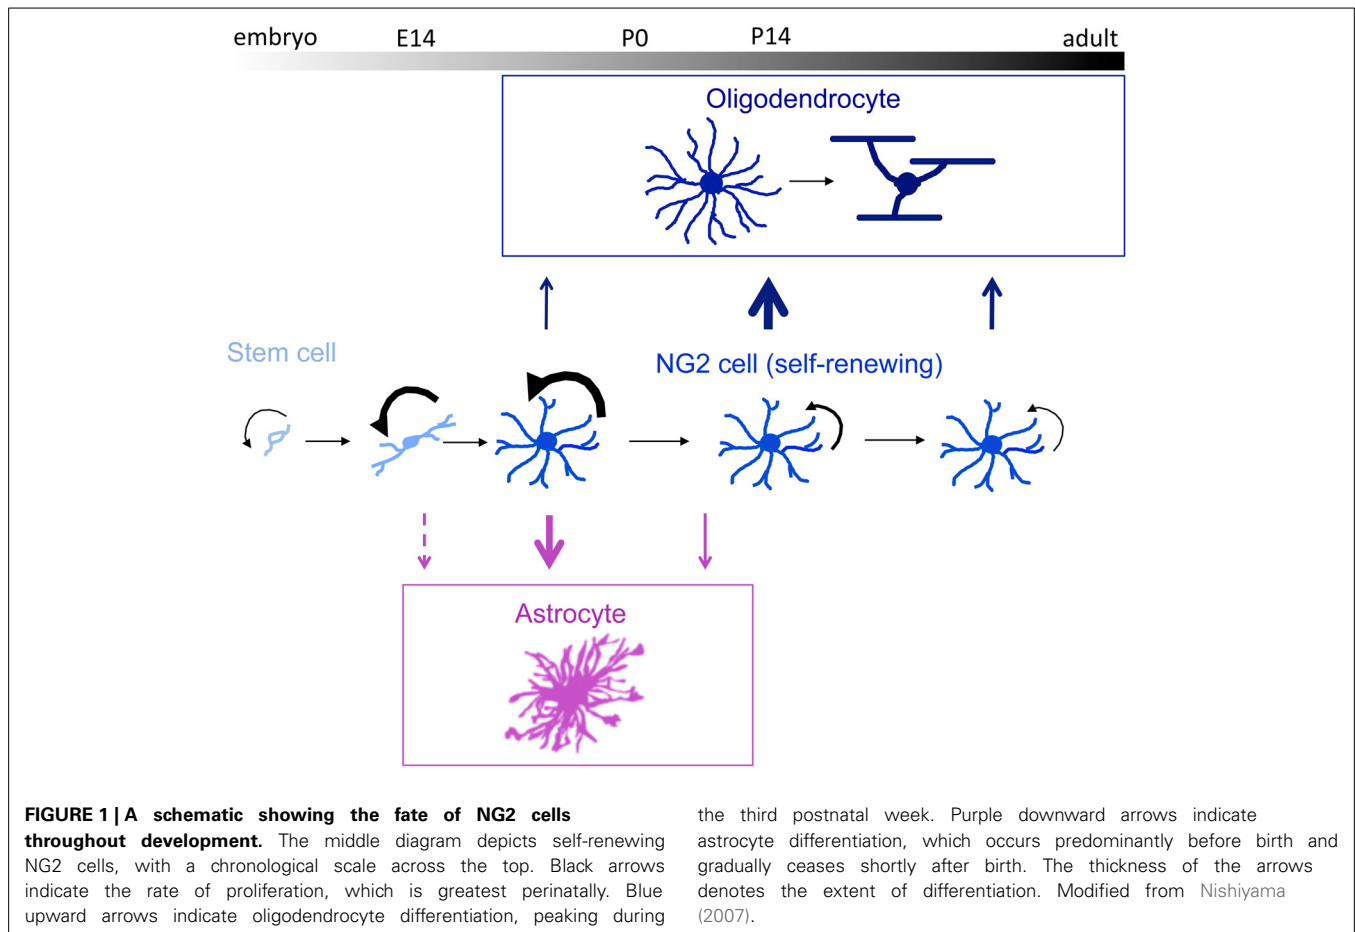 embryo E14 P0 P14 adult
Oligodendrocyte
Stem cell
NG2 cell (self-renewing)
Astrocyte
FIGURE 1 | A schematic showing the fate of NG2 cells
throughout development. The middle diagram depicts self-renewing
NG2 cells, with a chronological scale across the top. Black arrows
indicate the rate of proliferation, which is greatest perinatally. Blue
upward arrows indicate oligodendrocyte differentiation, peaking during
the third postnatal week. Purple downward arrows indicate
astrocyte differentiation, which occurs predominantly before birth and
gradually ceases shortly after birth. The thickness of the arrows
denotes the extent of differentiation. Modified from Nishiyama
(2007).